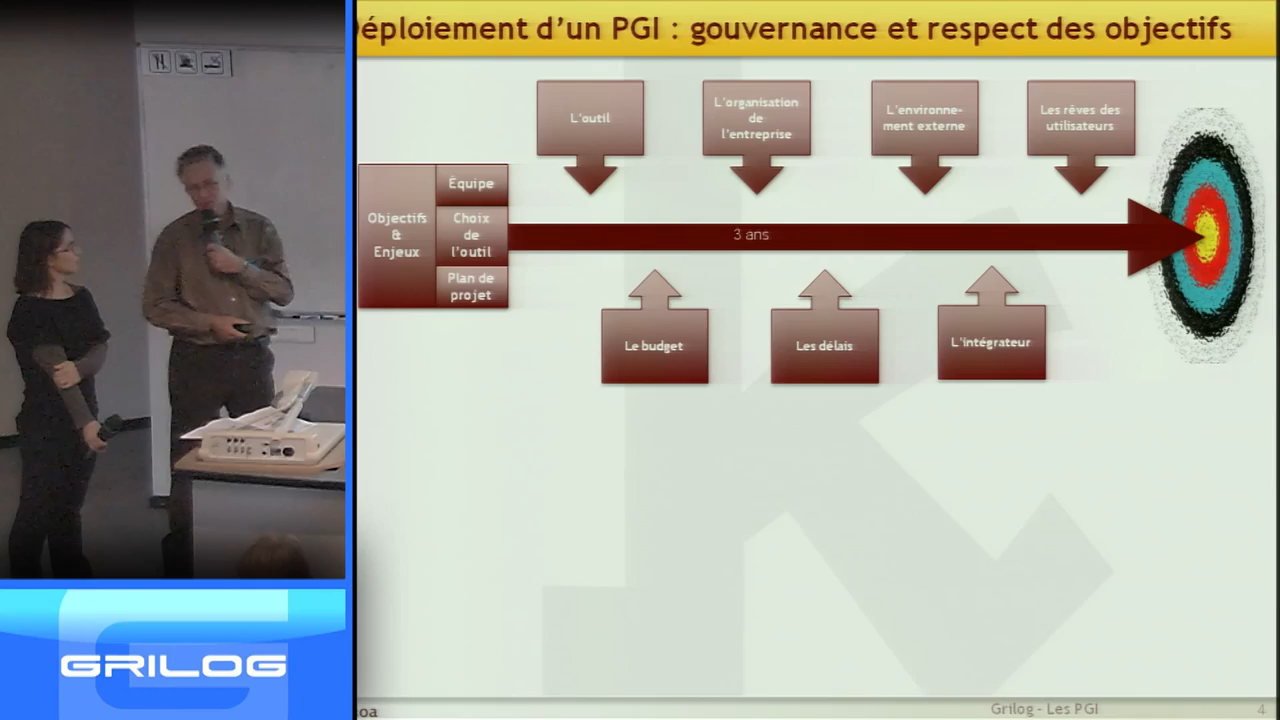 Déploiement d'un PGI : gouvernance et respect des objectifs
L'outil
L'organisation
de
l'entreprise
L'environne-
ment externe
Les rêves des
utilisateurs
Objectifs
&
Enjeux
Équipe
Choix
de
l'outil
Plan de
projet
3 ans
Le budget
Les délais
L'intégrateur
GRILOG
oa
Grilog - Les PGI
4